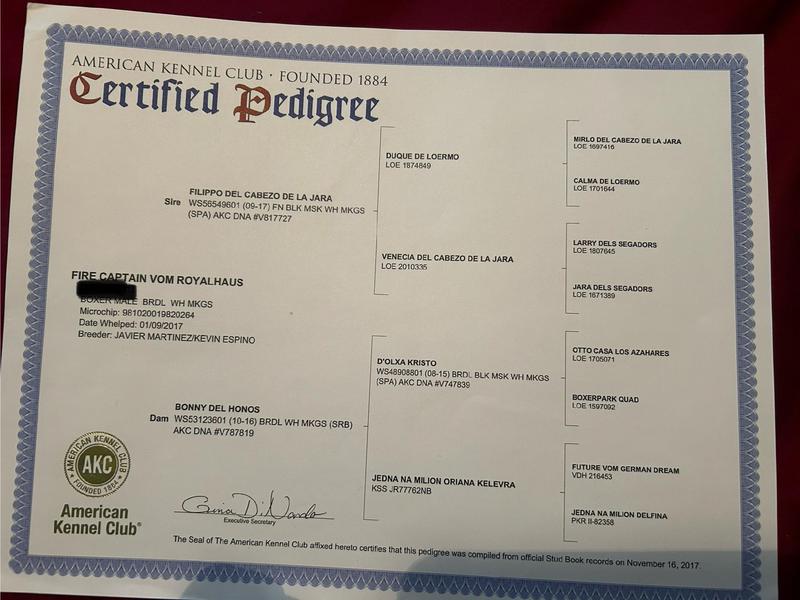 AMERICAN KENNEL CLUB · FOUNDED 1884
Certified Pedigree
FILIPPO DEL CABEZO DE LA JARA
Sire WS56549601 (09-17) FN BLK MSK WH MKGS
(SPA) AKC DNA #V817727
FIRE CAPTAIN VOM ROYALHAUS
BOXER MALE BRDL WH MKGS
Microchip: 981020019820264
Date Whelped: 01/09/2017
Breeder: JAVIER MARTINEZ/KEVIN ESPINO
BONNY DEL HONOS
Dam WS53123601 (10-16) BRDL WH MKGS (SRB)
AKC DNA #V787819
DUQUE DE LOERMO
LOE 1874849
VENECIA DEL CABEZO DE LA JARA
LOE 2010335
D'OLXA KRISTO
WS48908801 (08-15) BRDL BLK MSK WH MKGS
(SPA) AKC DNA #V747839
JEDNA NA MILION ORIANA KELEVRA
KSS JR77762NB
MIRLO DEL CABEZO DE LA JARA
LOE 1697416
CALMA DE LOERMO
LOE 1701644
LARRY DELS SEGADORS
LOE 1807645
JARA DELS SEGADORS
LOE 1671389
OTTO CASA LOS AZAHARES
LOE 1705071
BOXERPARK QUAD
LOE 1597092
FUTURE VOM GERMAN DREAM
VDH 216453
JEDNA NA MILION DELFINA
PKR II-82358
AMERICAN KENNEL CLUB
AKC
FOUNDED 1884
American
Kennel Club®
Gina DiNardo
Executive Secretary
The Seal of The American Kennel Club affixed hereto certifies that this pedigree was compiled from official Stud Book records on November 16, 2017.